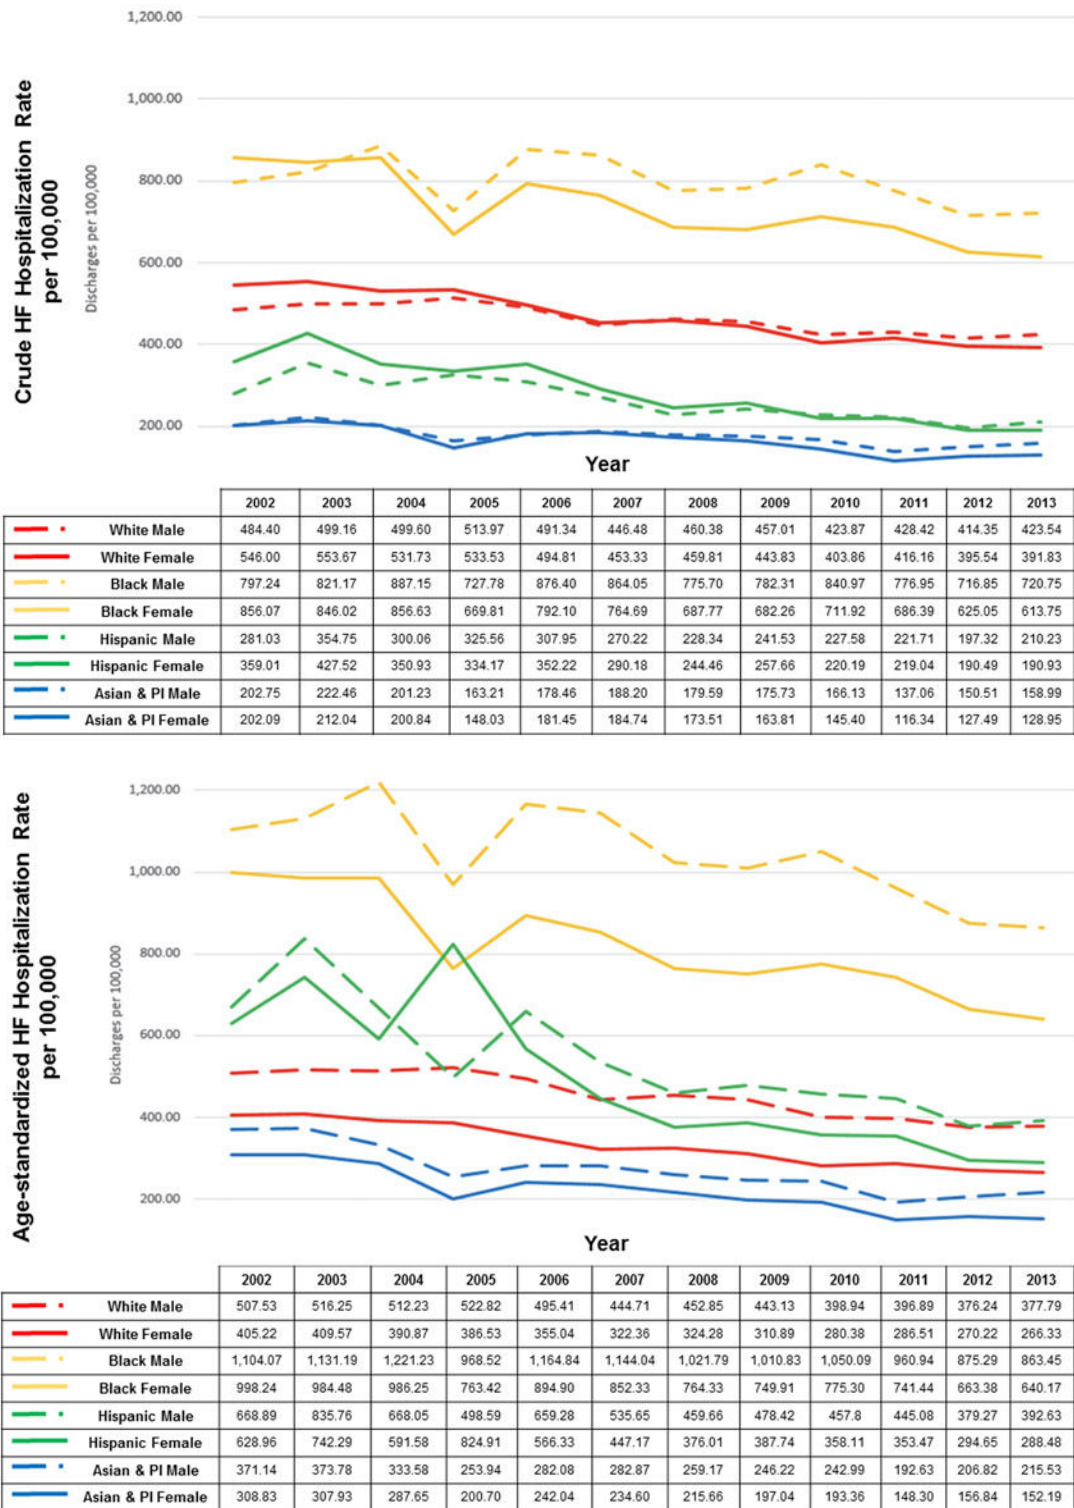 1,200.00
1,000.00
800.00
600.00
400.00
200.00
Crude HF Hospitalization Rate
per 100,000
Discharges per 100,000
Year
2002 2003 2004 2005 2006 2007 2008 2009 2010 2011 2012 2013
White Male 484.40 499.16 499.60 513.97 491.34 446.48 460.38 457.01 423.87 428.42 414.35 423.54
White Female 546.00 553.67 531.73 533.53 494.81 453.33 459.81 443.83 403.86 416.16 395.54 391.83
Black Male 797.24 821.17 887.15 727.78 876.40 864.05 775.70 782.31 840.97 776.95 716.85 720.75
Black Female 856.07 846.02 856.63 669.81 792.10 764.69 687.77 682.26 711.92 686.39 625.05 613.75
Hispanic Male 281.03 354.75 300.06 325.56 307.95 270.22 228.34 241.53 227.58 221.71 197.32 210.23
Hispanic Female 359.01 427.52 350.93 334.17 352.22 290.18 244.46 257.66 220.19 219.04 190.49 190.93
Asian & PI Male 202.75 222.46 201.23 163.21 178.46 188.20 179.59 175.73 166.13 137.06 150.51 158.99
Asian & PI Female 202.09 212.04 200.84 148.03 181.45 184.74 173.51 163.81 145.40 116.34 127.49 128.95
1,200.00
1,000.00
800.00
600.00
400.00
200.00
Age-standardized HF Hospitalization Rate
per 100,000
Discharges per 100,000
Year
2002 2003 2004 2005 2006 2007 2008 2009 2010 2011 2012 2013
White Male 507.53 516.25 512.23 522.82 495.41 444.71 452.85 443.13 398.94 396.89 376.24 377.79
White Female 405.22 409.57 390.87 386.53 355.04 322.36 324.28 310.89 280.38 286.51 270.22 266.33
Black Male 1,104.07 1,131.19 1,221.23 968.52 1,164.84 1,144.04 1,021.79 1,010.83 1,050.09 960.94 875.29 863.45
Black Female 998.24 984.48 986.25 763.42 894.90 852.33 764.33 749.91 775.30 741.44 663.38 640.17
Hispanic Male 668.89 835.76 668.05 498.59 659.28 535.65 459.66 478.42 457.8 445.08 379.27 392.63
Hispanic Female 628.96 742.29 591.58 824.91 566.33 447.17 376.01 387.74 358.11 353.47 294.65 288.48
Asian & PI Male 371.14 373.78 333.58 253.94 282.08 282.87 259.17 246.22 242.99 192.63 206.82 215.53
Asian & PI Female 308.83 307.93 287.65 200.70 242.04 234.60 215.66 197.04 193.36 148.30 156.84 152.19